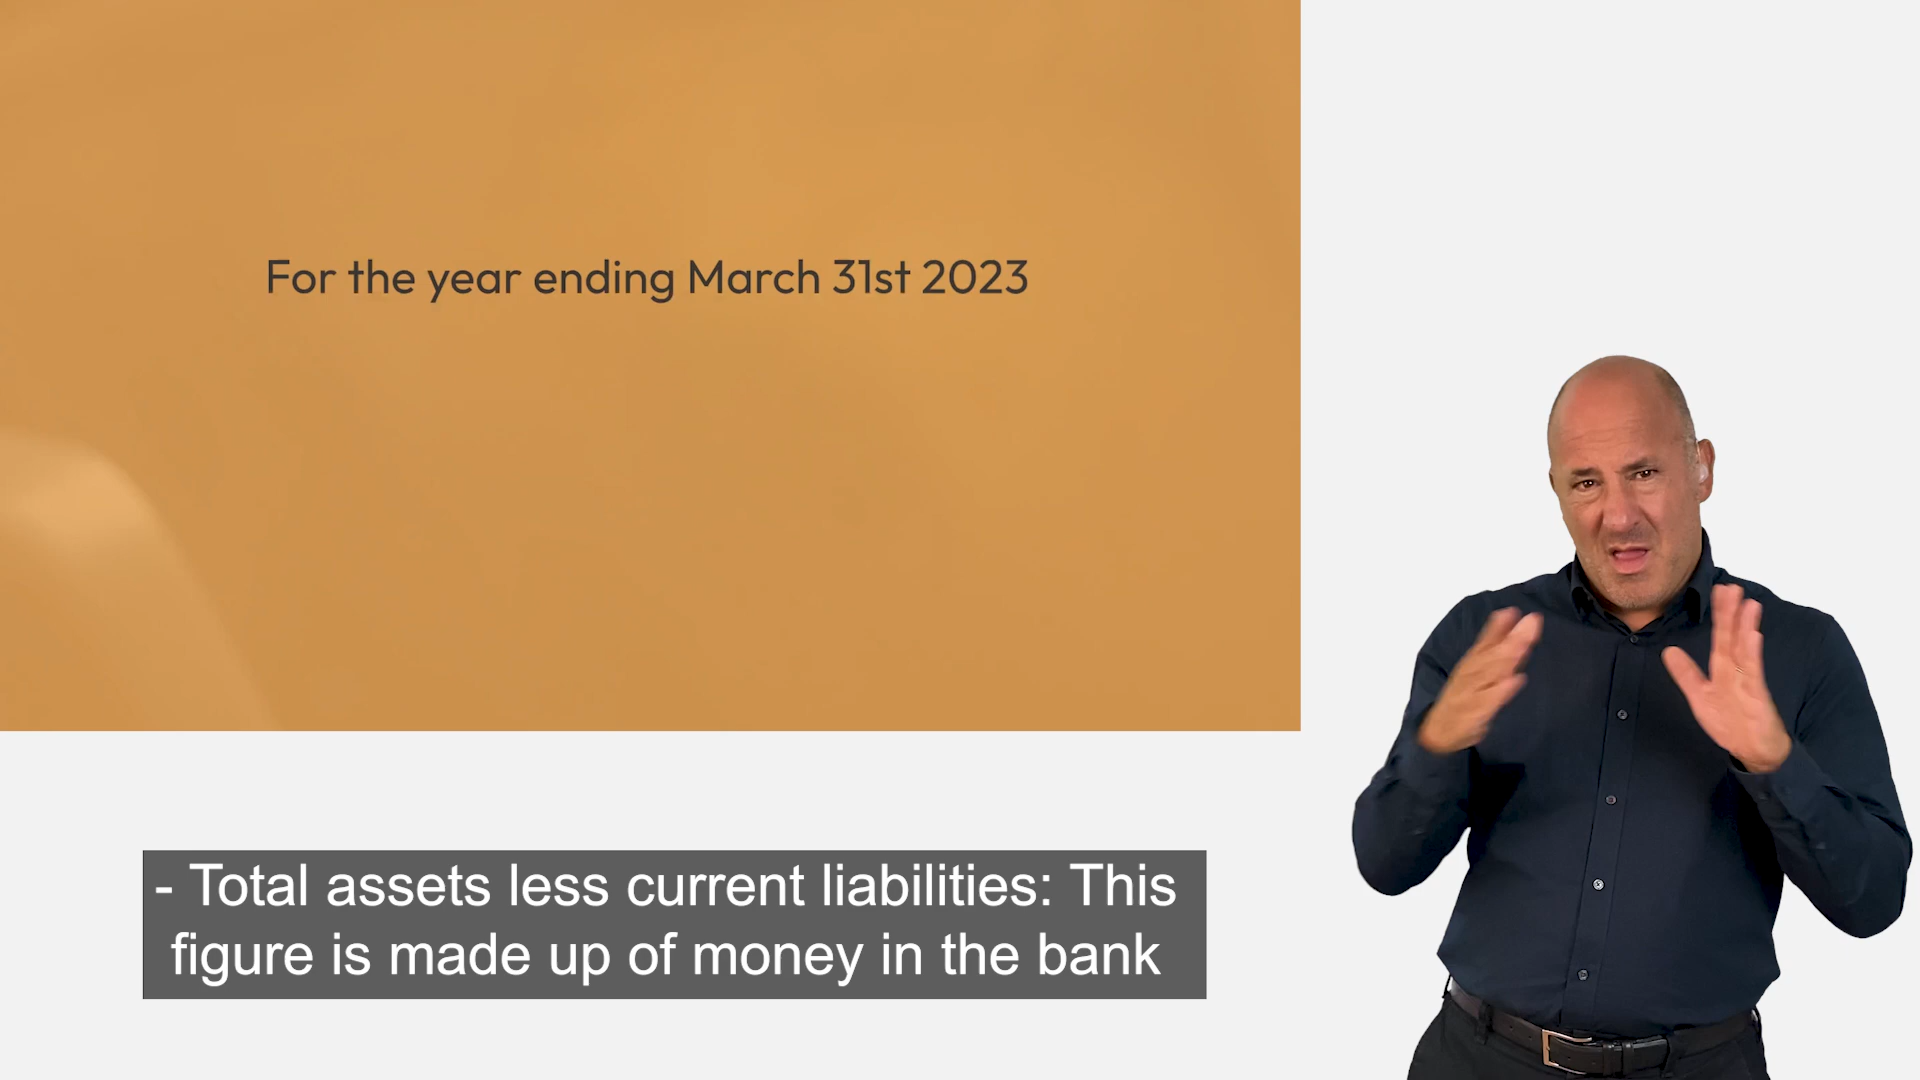 For the year ending March 31st 2023
- Total assets less current liabilities: This
figure is made up of money in the bank